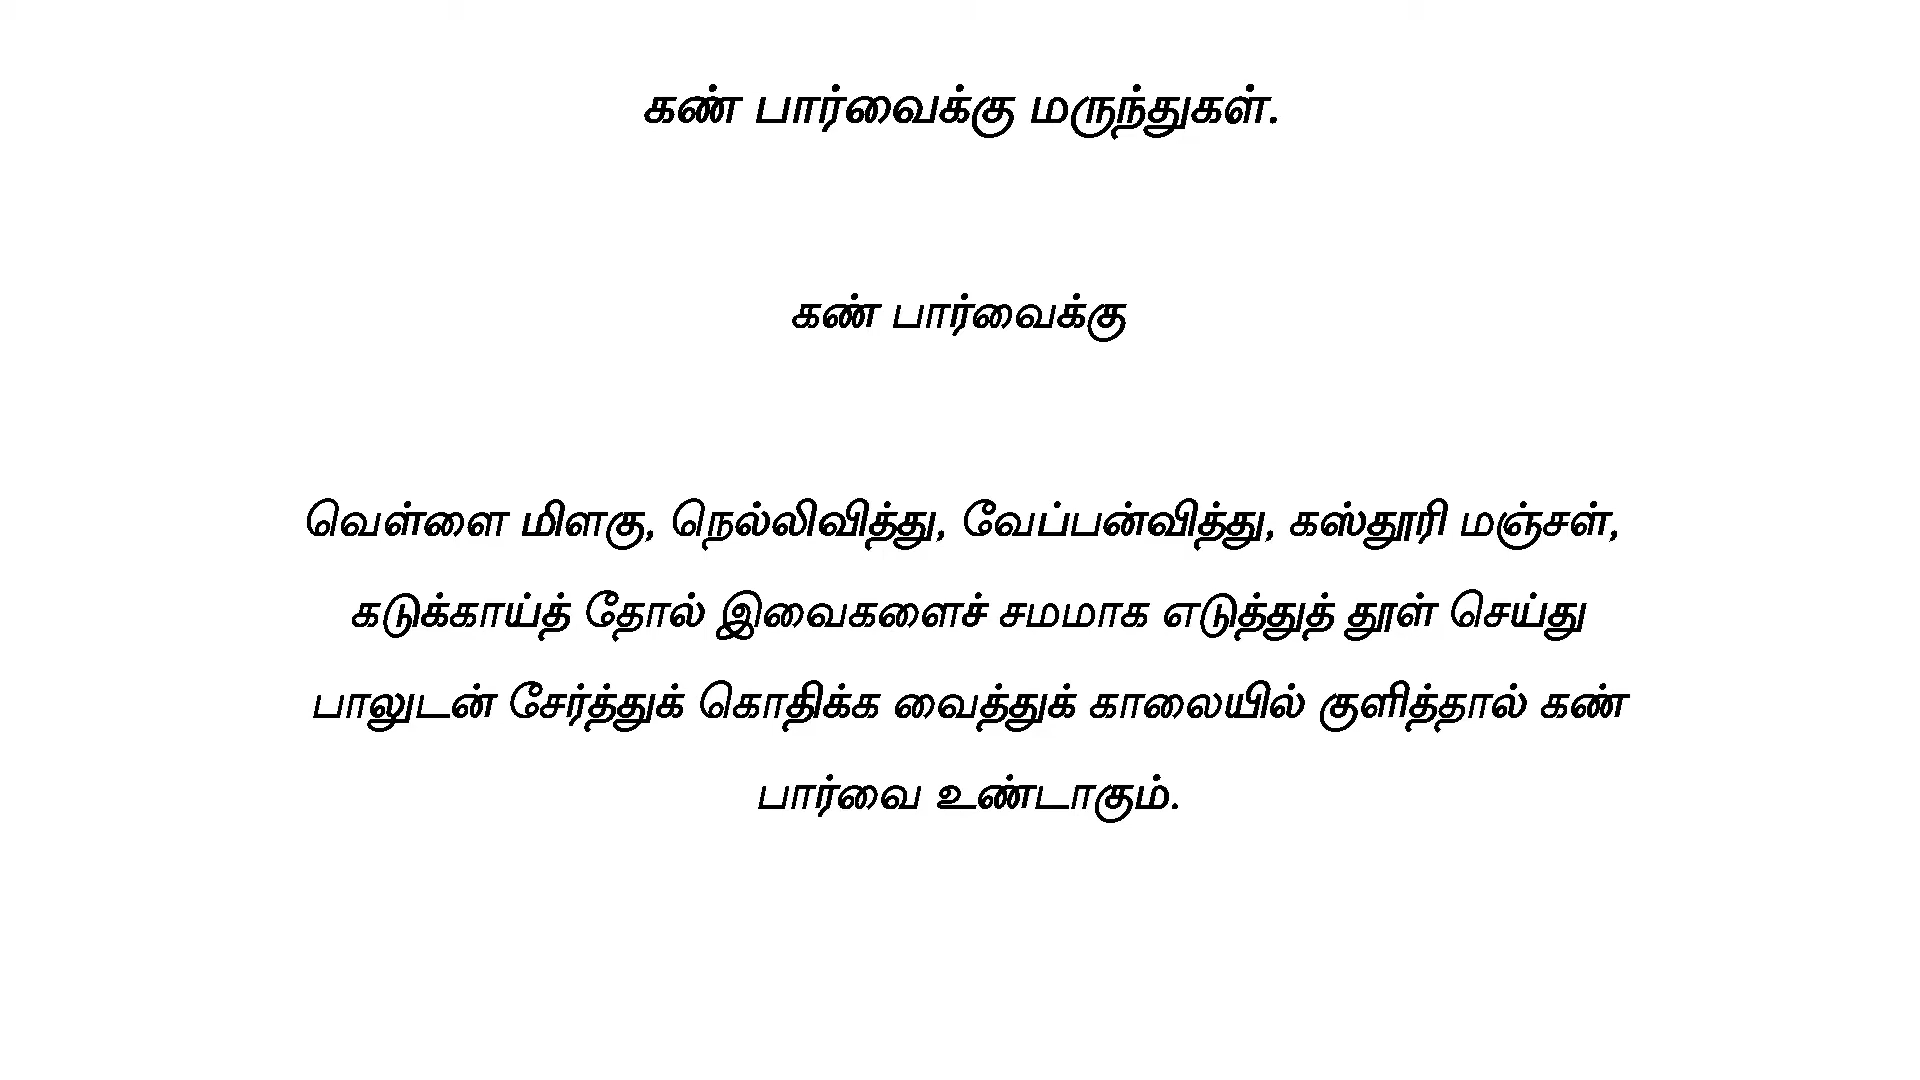 கண் பார்வைக்கு மருந்துகள்.
கண் பார்வைக்கு
வெள்ளை மிளகு, நெல்லிவித்து, வேப்பன்வித்து, கஸ்தூரி மஞ்சள்,
கடுக்காய்த் தோல் இவைகளைச் சமமாக எடுத்துத் தூள் செய்து
பாலுடன் சேர்த்துக் கொதிக்க வைத்துக் காலையில் குளித்தால் கண்
பார்வை உண்டாகும்.